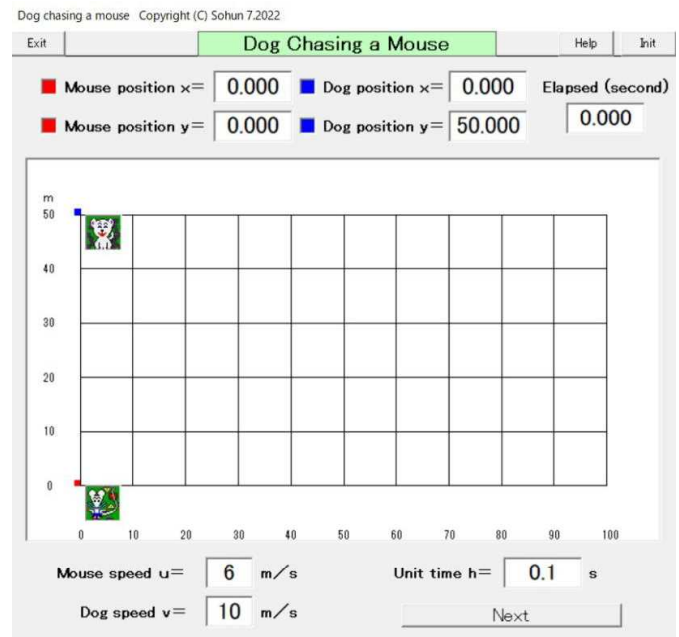 Dog chasing a mouse Copyright (C) Sohun 7.2022
Exit Dog Chasing a Mouse Help Init
Mouse position x= 0.000 Dog position x= 0.000 Elapsed (second)
Mouse position y= 0.000 Dog position y= 50.000 0.000
m
50
40
30
20
10
0
0 10 20 30 40 50 60 70 80 90 100
Mouse speed u= 6 m/s Unit time h= 0.1 s
Dog speed v= 10 m/s Next